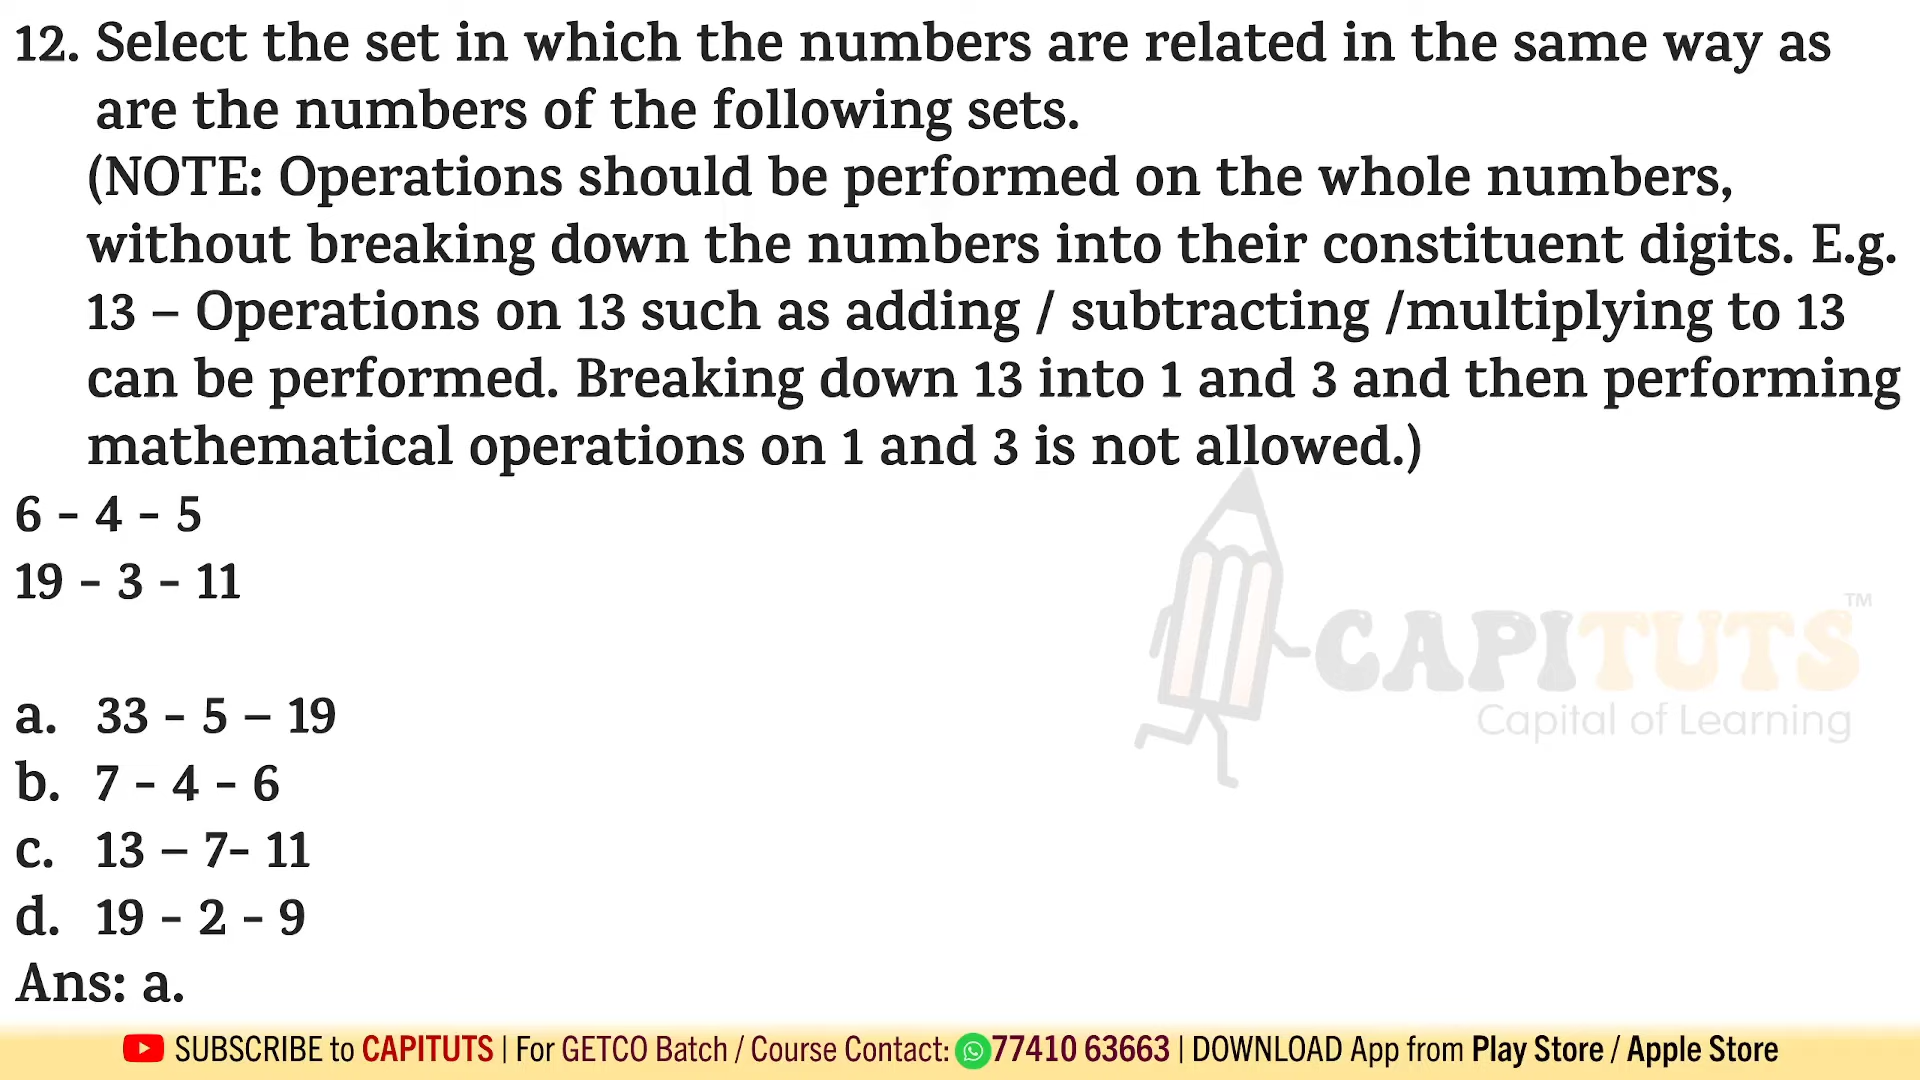 12. Select the set in which the numbers are related in the same way as
are the numbers of the following sets.
(NOTE: Operations should be performed on the whole numbers,
without breaking down the numbers into their constituent digits. E.g.
13 – Operations on 13 such as adding / subtracting /multiplying to 13
can be performed. Breaking down 13 into 1 and 3 and then performing
mathematical operations on 1 and 3 is not allowed.)
6 - 4 - 5
19 - 3 - 11
a. 33 - 5 – 19
b. 7 - 4 - 6
c. 13 – 7- 11
d. 19 - 2 - 9
Ans: a.
CAPITUTS™
Capital of Learning
SUBSCRIBE to CAPITUTS | For GETCO Batch / Course Contact: 77410 63663 | DOWNLOAD App from Play Store / Apple Store